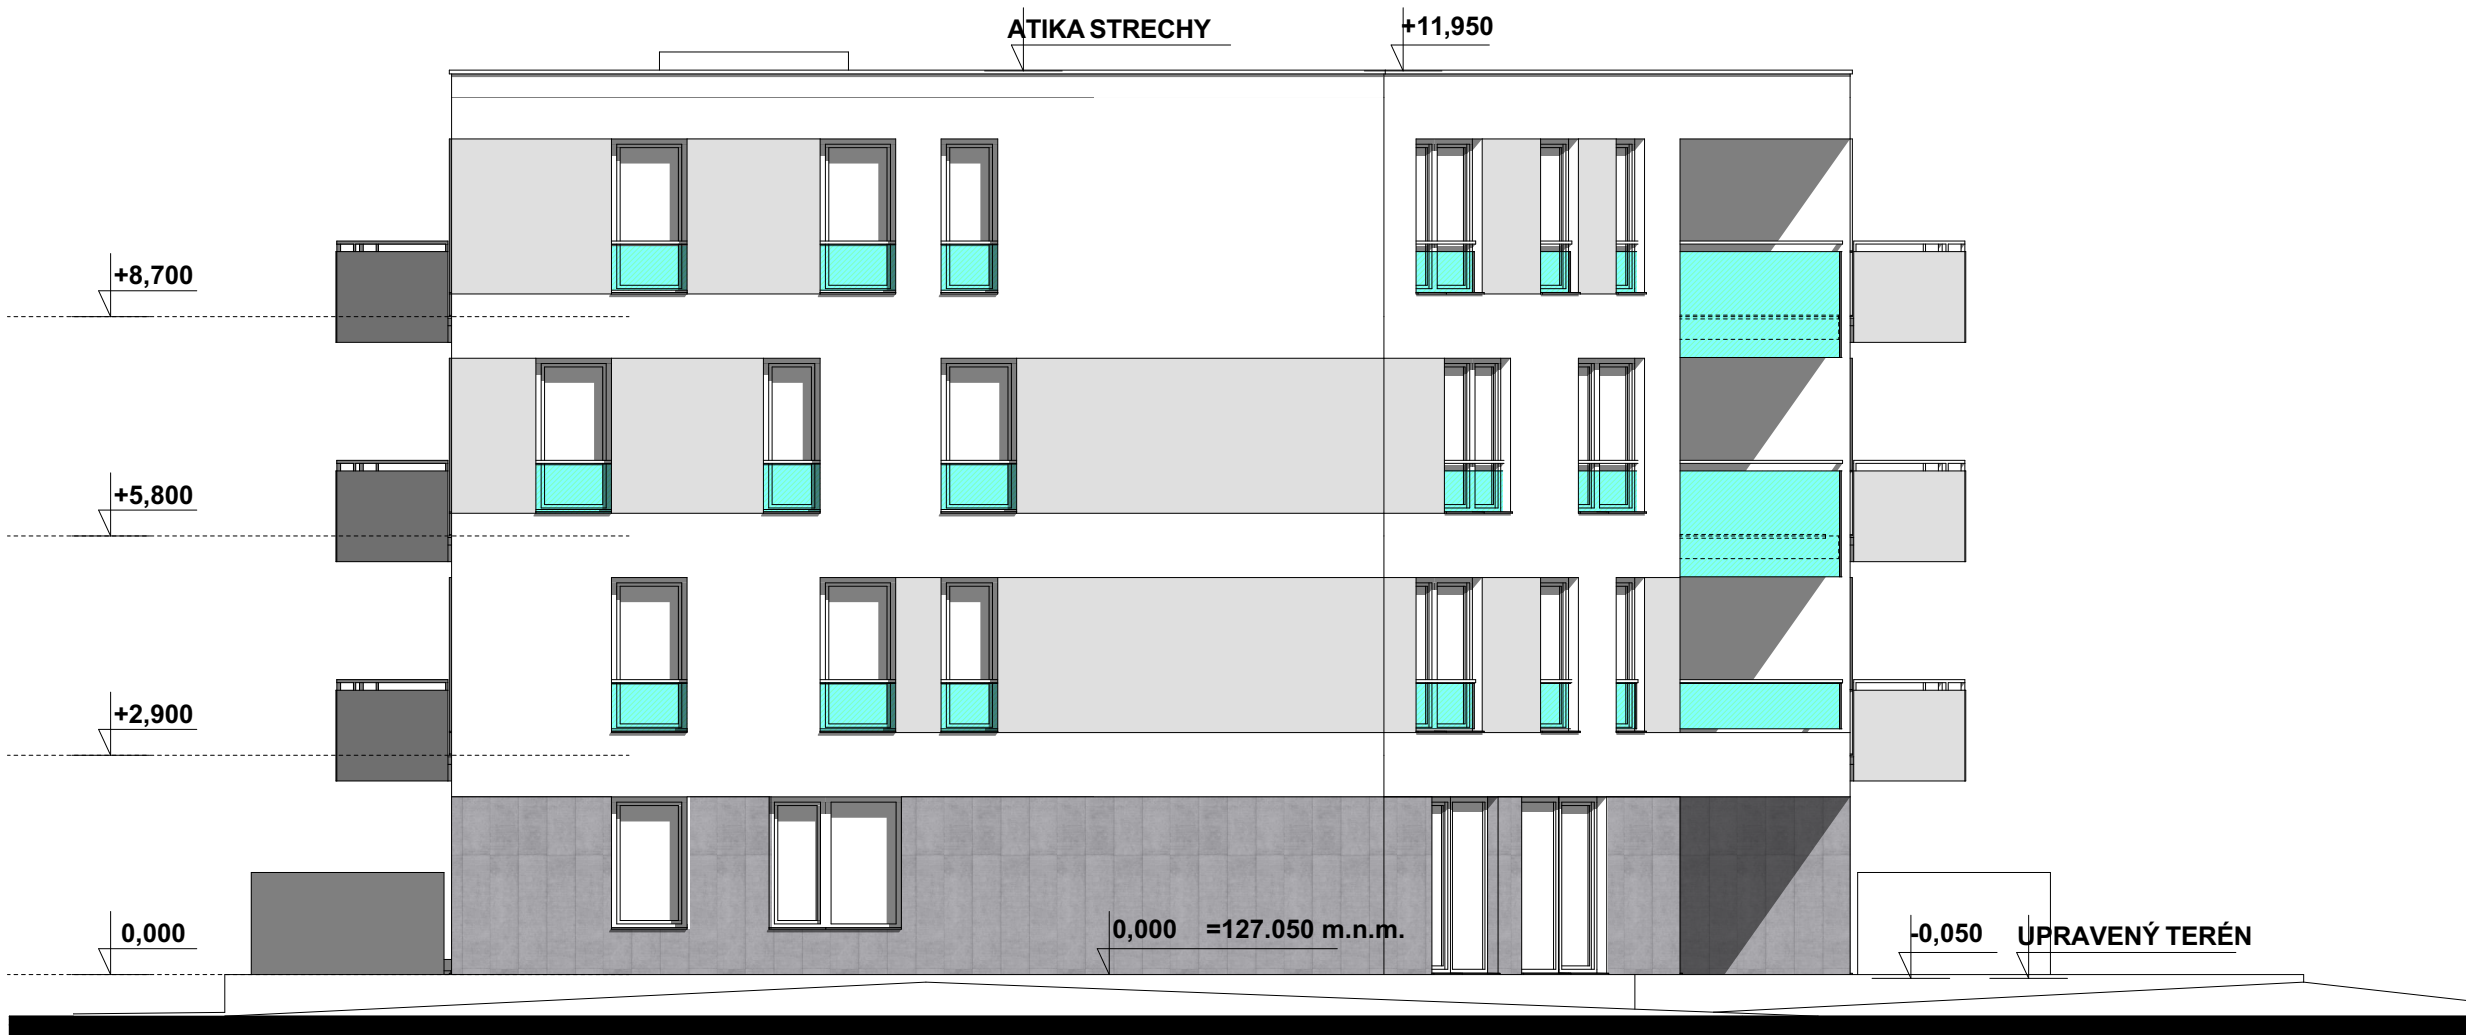 ATIKA STRECHY
+11,950
+8,700
+5,800
+2,900
0,000
0,000 =127.050 m.n.m.
-0,050
UPRAVENÝ TERÉN